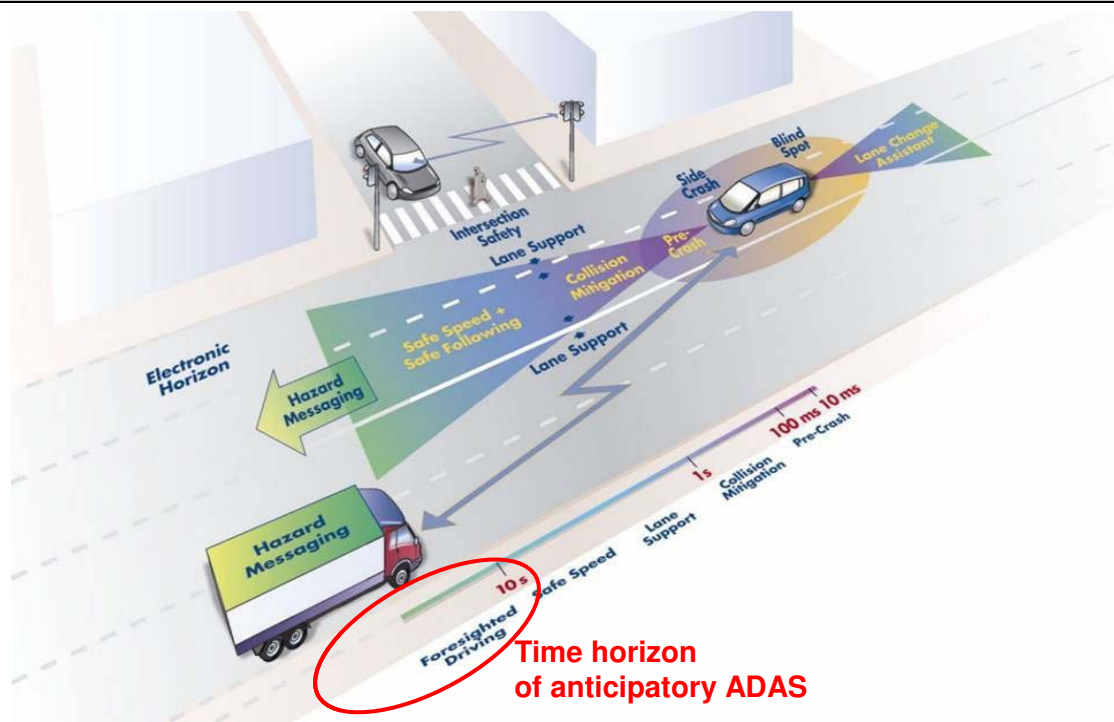 Blind
Spot
Lane Change
Assistant
Side
Crash
Pre-
Crash
Intersection
Safety
Lane Support
Collision
Mitigation
Safe Speed +
Safe Following
Lane Support
Electronic
Horizon
Hazard
Messaging
Hazard
Messaging
10 ms
100 ms
Pre-Crash
1s
Collision
Mitigation
Lane
Support
Safe Speed
10s
Foresighted
Driving
Time horizon
of anticipatory ADAS